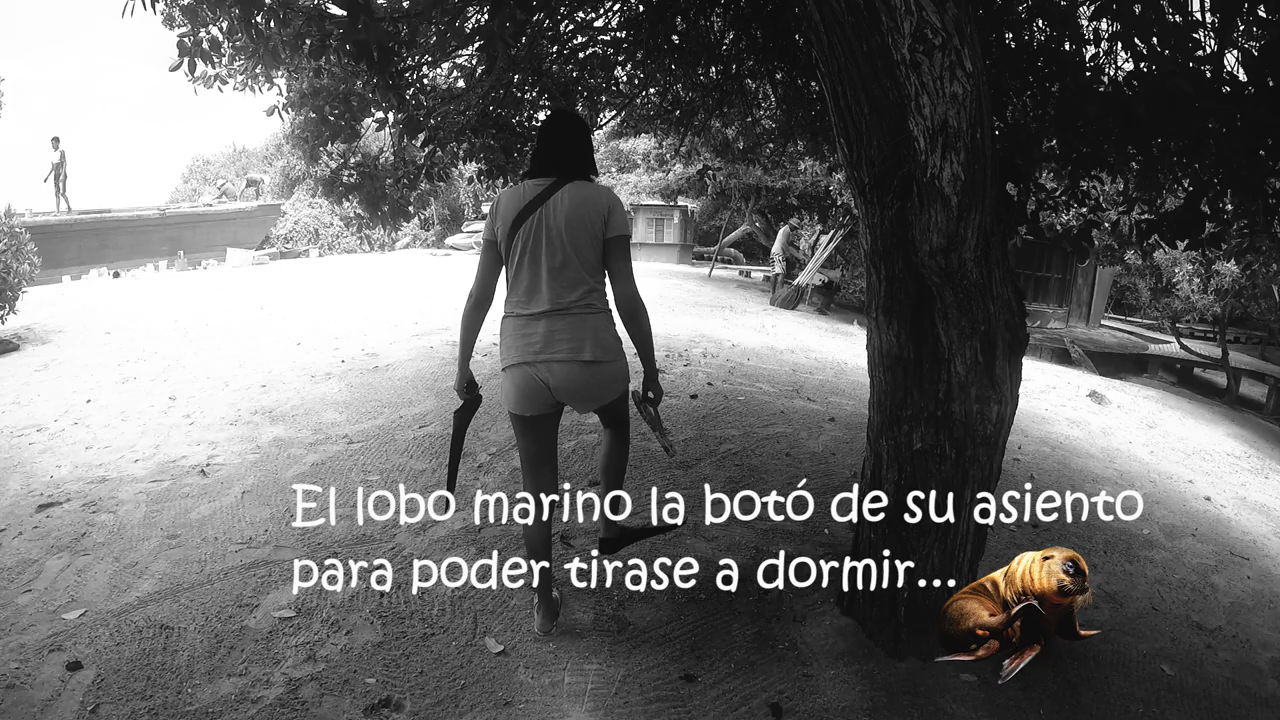 El lobo marino la botó de su asiento
para poder tirase a dormir...